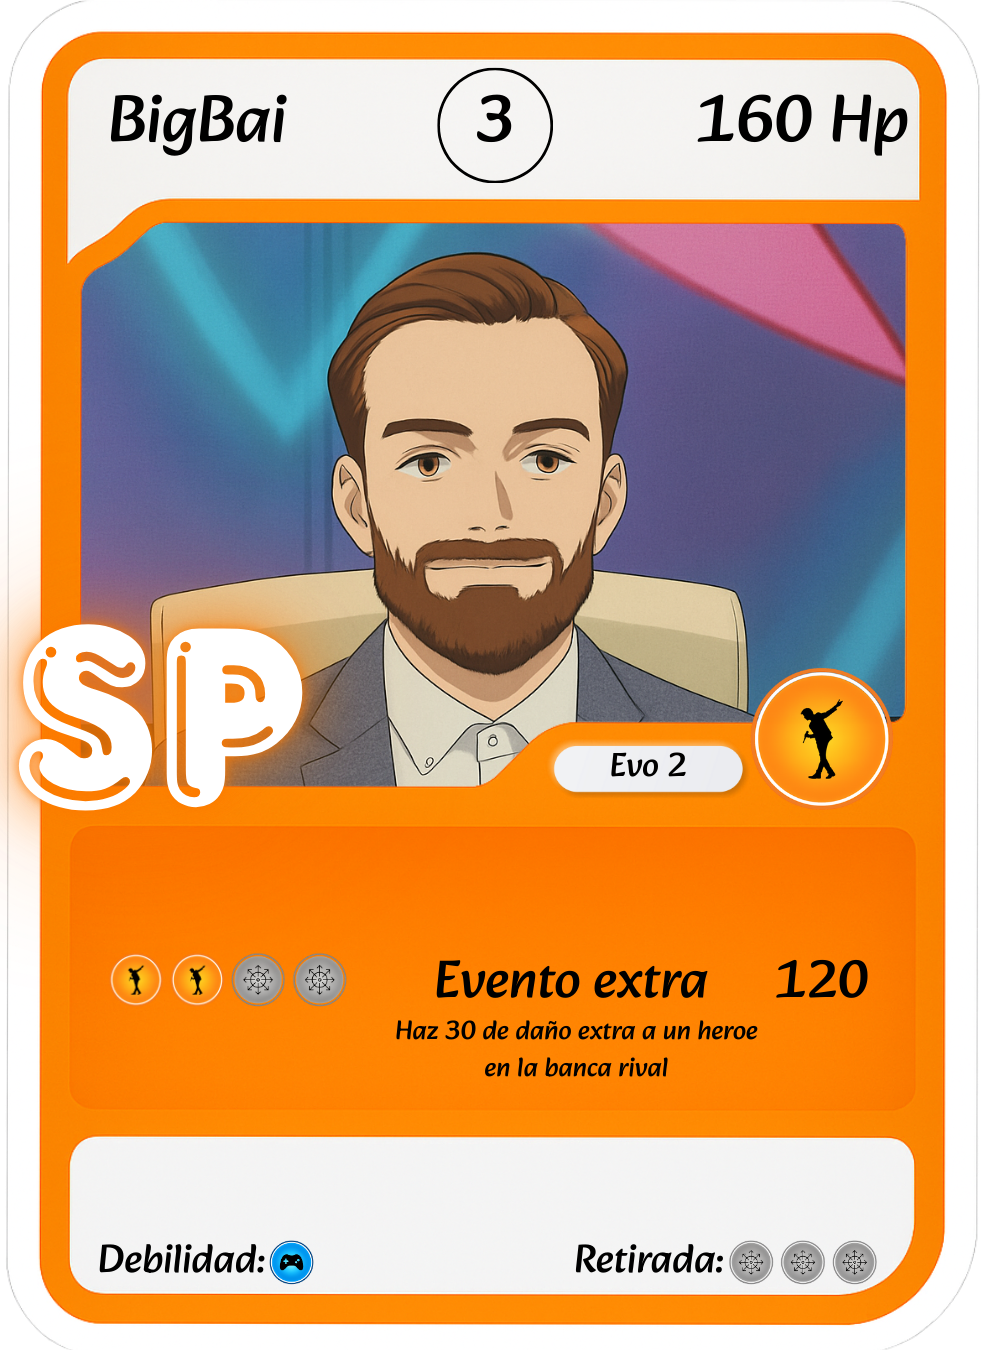 BigBai 3 160 Hp
SP
Evo 2
Evento extra 120
Haz 30 de daño extra a un heroe
en la banca rival
Debilidad: Retirada: